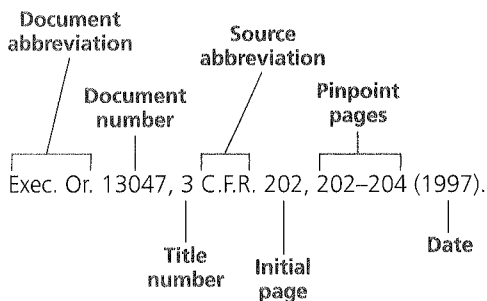 Document
abbreviation
Source
abbreviation
Document
number
Pinpoint
pages
Exec. Or. 13047, 3 C.F.R. 202, 202–204 (1997).
Title
number
Initial
page
Date